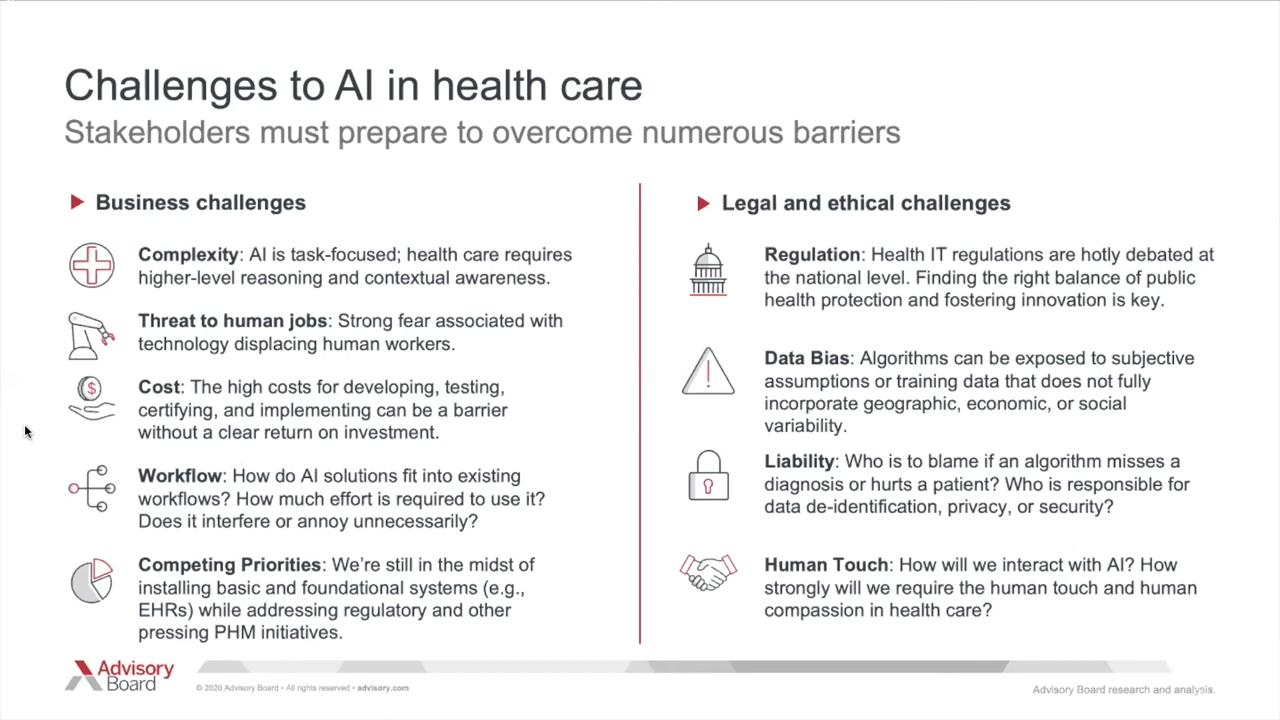 Challenges to AI in health care
Stakeholders must prepare to overcome numerous barriers
Business challenges
Complexity: AI is task-focused; health care requires
higher-level reasoning and contextual awareness.
Threat to human jobs: Strong fear associated with
technology displacing human workers.
$
Cost: The high costs for developing, testing,
certifying, and implementing can be a barrier
without a clear return on investment.
Workflow: How do AI solutions fit into existing
workflows? How much effort is required to use it?
Does it interfere or annoy unnecessarily?
Competing Priorities: We’re still in the midst of
installing basic and foundational systems (e.g.,
EHRs) while addressing regulatory and other
pressing PHM initiatives.
Legal and ethical challenges
Regulation: Health IT regulations are hotly debated at
the national level. Finding the right balance of public
health protection and fostering innovation is key.
Data Bias: Algorithms can be exposed to subjective
assumptions or training data that does not fully
incorporate geographic, economic, or social
variability.
Liability: Who is to blame if an algorithm misses a
diagnosis or hurts a patient? Who is responsible for
data de-identification, privacy, or security?
Human Touch: How will we interact with AI? How
strongly will we require the human touch and human
compassion in health care?
Advisory
Board
© 2020 Advisory Board • All rights reserved • advisory.com
Advisory Board research and analysis.